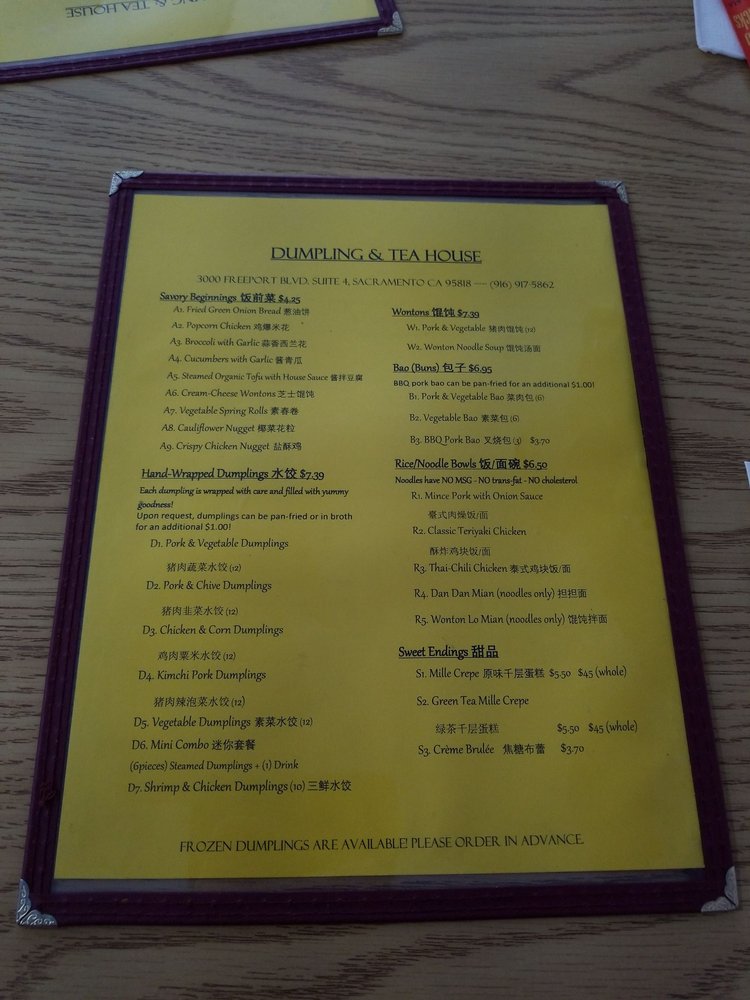 NG & TEA HOUSE
DUMPLING & TEA HOUSE
3000 FREEPORT BLVD. SUITE 4, SACRAMENTO CA 95818 --- (916) 917-5862
Savory Beginnings 饭前菜 $4.25
A1. Fried Green Onion Bread 葱油饼
A2. Popcorn Chicken 鸡爆米花
A3. Broccoli with Garlic 蒜香西兰花
A4. Cucumbers with Garlic 酱青瓜
A5. Steamed Organic Tofu with House Sauce 酱拌豆腐
A6. Cream-Cheese Wontons 芝士馄饨
A7. Vegetable Spring Rolls 素春卷
A8. Cauliflower Nugget 椰菜花粒
A9. Crispy Chicken Nugget 盐酥鸡
Hand-Wrapped Dumplings 水饺 $7.39
Each dumpling is wrapped with care and filled with yummy
goodness!
Upon request, dumplings can be pan-fried or in broth
for an additional $1.00!
D1. Pork & Vegetable Dumplings
猪肉蔬菜水饺 (12)
D2. Pork & Chive Dumplings
猪肉韭菜水饺 (12)
D3. Chicken & Corn Dumplings
鸡肉粟米水饺 (12)
D4. Kimchi Pork Dumplings
猪肉辣泡菜水饺 (12)
D5. Vegetable Dumplings 素菜水饺 (12)
D6. Mini Combo 迷你套餐
(6pieces) Steamed Dumplings + (1) Drink
D7. Shrimp & Chicken Dumplings (10) 三鲜水饺
Wontons 馄饨 $7.39
W1. Pork & Vegetable 猪肉馄饨 (12)
W2. Wonton Noodle Soup 馄饨汤面
Bao (Buns) 包子 $6.95
BBQ pork bao can be pan-fried for an additional $1.00!
B1. Pork & Vegetable Bao 菜肉包 (6)
B2. Vegetable Bao 素菜包 (6)
B3. BBQ Pork Bao 叉烧包 (3) $3.70
Rice/Noodle Bowls 饭/面碗 $6.50
Noodles have NO MSG - NO trans-fat - NO cholesterol
R1. Mince Pork with Onion Sauce
臺式肉燥饭/面
R2. Classic Teriyaki Chicken
酥炸鸡块饭/面
R3. Thai-Chili Chicken 泰式鸡块饭/面
R4. Dan Dan Mian (noodles only) 担担面
R5. Wonton Lo Mian (noodles only) 馄饨拌面
Sweet Endings 甜品
S1. Mille Crepe 原味千层蛋糕 $5.50 $45 (whole)
S2. Green Tea Mille Crepe
绿茶千层蛋糕 $5.50 $45 (whole)
S3. Crème Brulée 焦糖布蕾 $3.70
FROZEN DUMPLINGS ARE AVAILABLE! PLEASE ORDER IN ADVANCE.